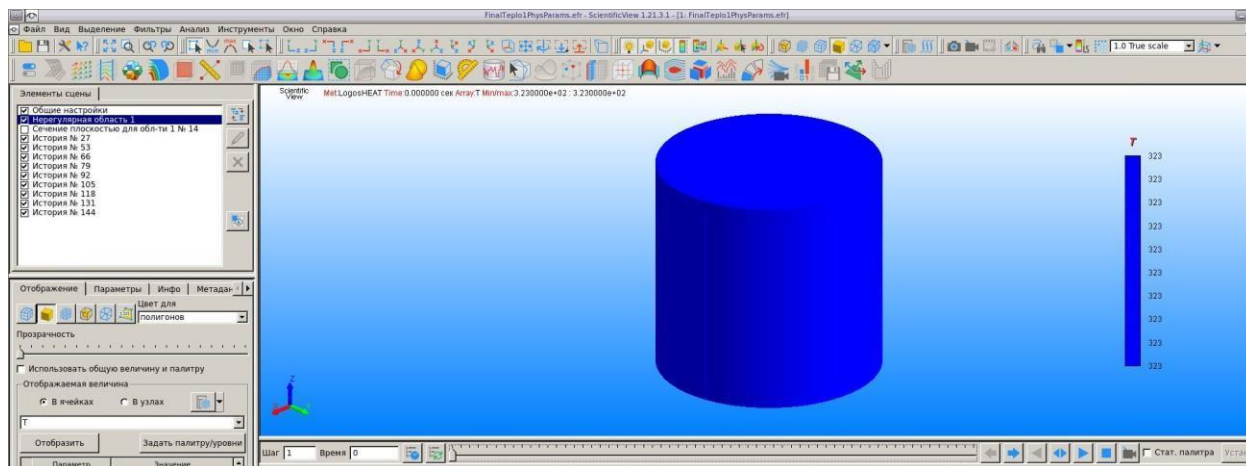 FinalTeplo1PhysParams.efr - ScientificView 1.21.3.1 - [1: FinalTeplo1PhysParams.efr]
Файл Вид Выделение Фильтры Анализ Инструменты Окно Справка
1.0 True scale
Элементы сцены
Общие настройки
Нерегулярная область 1
Сечение плоскостью для обл-ти 1 № 14
История № 27
История № 53
История № 66
История № 79
История № 92
История № 105
История № 118
История № 131
История № 144
Отображение Параметры Инфо Метадан
Цвет для
полигонов
Прозрачность
Использовать общую величину и палитру
Отображаемая величина
В ячейках В узлах
T
Отобразить Задать палитру/уровни
Параметр Значение
Scientific
View
Met:LogosHEAT Time:0.000000 сек Array:T Min/max:3.230000e+02 : 3.230000e+02
T
323
323
323
323
323
323
323
323
323
323
Z
Шаг 1 Время 0
Стат. палитра Уста